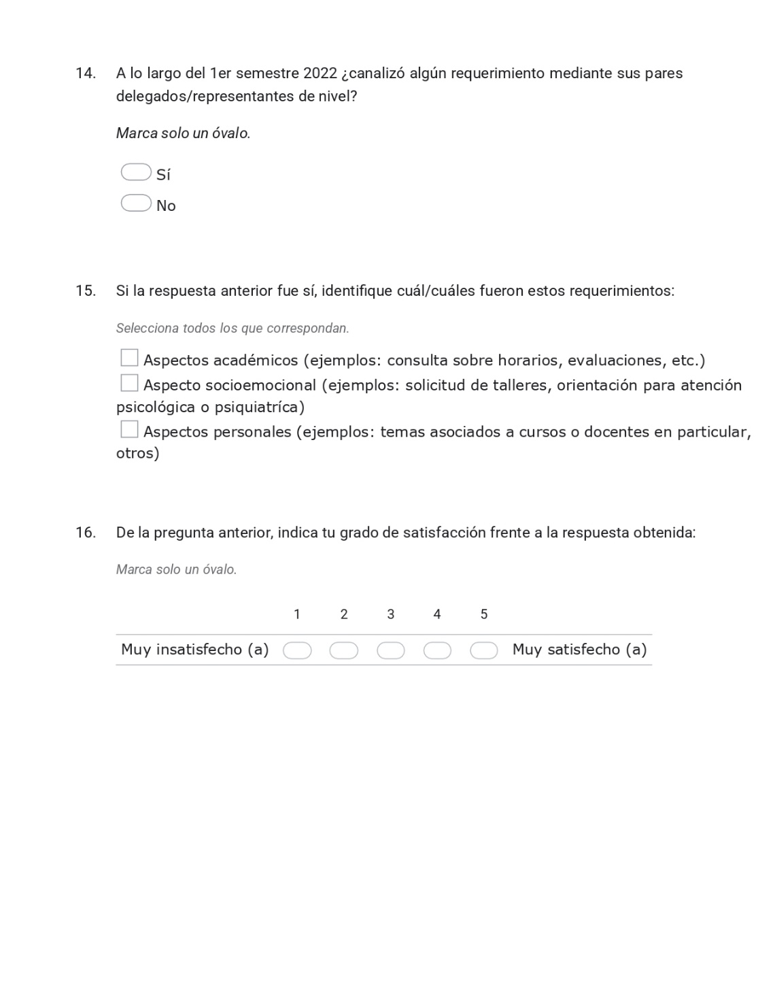 14. A lo largo del 1er semestre 2022 ¿canalizó algún requerimiento mediante sus pares
delegados/representantes de nivel?
Marca solo un óvalo.
Sí
No
15. Si la respuesta anterior fue sí, identifique cuál/cuáles fueron estos requerimientos:
Selecciona todos los que correspondan.
Aspectos académicos (ejemplos: consulta sobre horarios, evaluaciones, etc.)
Aspecto socioemocional (ejemplos: solicitud de talleres, orientación para atención
psicológica o psiquiatríca)
Aspectos personales (ejemplos: temas asociados a cursos o docentes en particular,
otros)
16. De la pregunta anterior, indica tu grado de satisfacción frente a la respuesta obtenida:
Marca solo un óvalo.
1 2 3 4 5
Muy insatisfecho (a) Muy satisfecho (a)